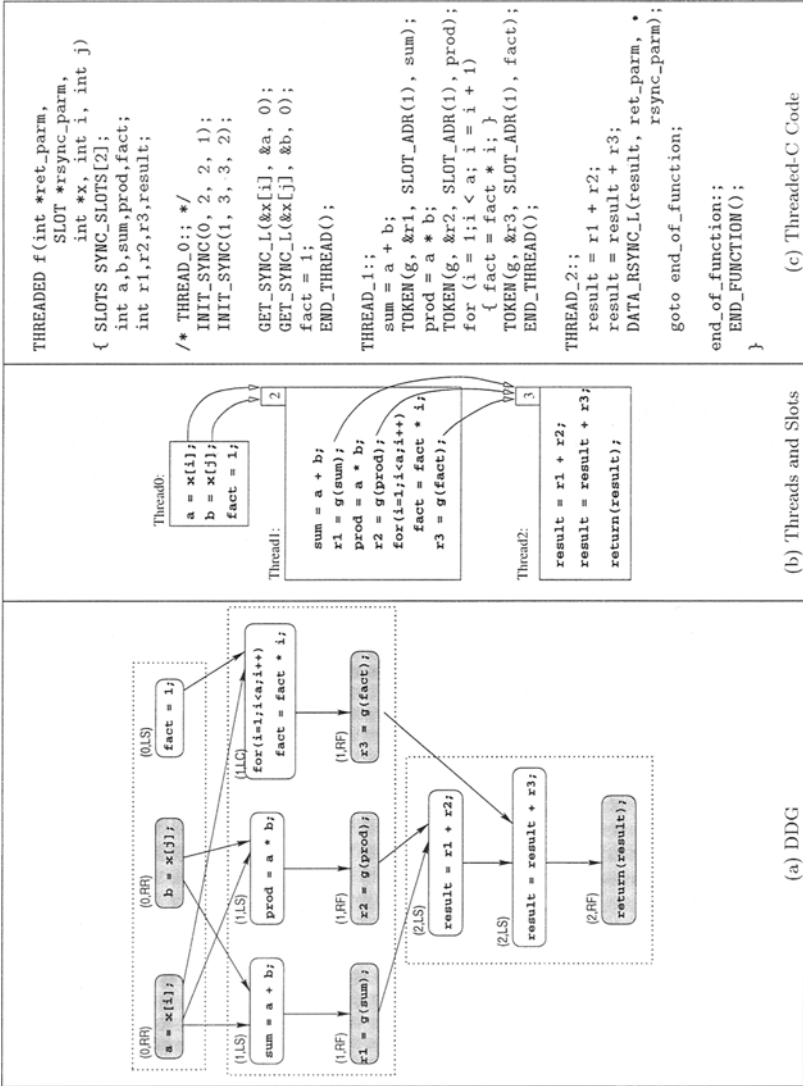 (0,RR)
a = x[i];
(0,RR)
b = x[j];
(0,LS)
fact = 1;
(1,LS)
sum = a + b;
(1,LS)
prod = a * b;
(1,LC)
for(i=1;i<a;i++)
fact = fact * i;
(1,RF)
r1 = g(sum);
(1,RF)
r2 = g(prod);
(1,RF)
r3 = g(fact);
(2,LS)
result = r1 + r2;
(2,LS)
result = result + r3;
(2,RF)
return(result);
(a) DDG
Thread0:
a = x[i];
b = x[j];
fact = 1;
Thread1:
2
sum = a + b;
r1 = g(sum);
prod = a * b;
r2 = g(prod);
for(i=1;i<a;i++)
fact = fact * i;
r3 = g(fact);
Thread2:
3
result = r1 + r2;
result = result + r3;
return(result);
(b) Threads and Slots
THREADED f(int *ret_parm,
SLOT *rsync_parm,
int *x, int i, int j)
{ SLOTS SYNC_SLOTS[2];
int a,b,sum,prod,fact;
int r1,r2,r3,result;
/* THREAD_0:; */
INIT_SYNC(0, 2, 2, 1);
INIT_SYNC(1, 3, 3, 2);
GET_SYNC_L(&x[i], &a, 0);
GET_SYNC_L(&x[j], &b, 0);
fact = 1;
END_THREAD();
THREAD_1:;
sum = a + b;
TOKEN(g, &r1, SLOT_ADR(1), sum);
prod = a * b;
TOKEN(g, &r2, SLOT_ADR(1), prod);
for (i = 1;i < a; i = i + 1)
{ fact = fact * i; }
TOKEN(g, &r3, SLOT_ADR(1), fact);
END_THREAD();
THREAD_2:;
result = r1 + r2;
result = result + r3;
DATA_RSYNC_L(result, ret_parm, *
rsync_parm);
goto end_of_function;
end_of_function:;
END_FUNCTION();
}
(c) Threaded-C Code